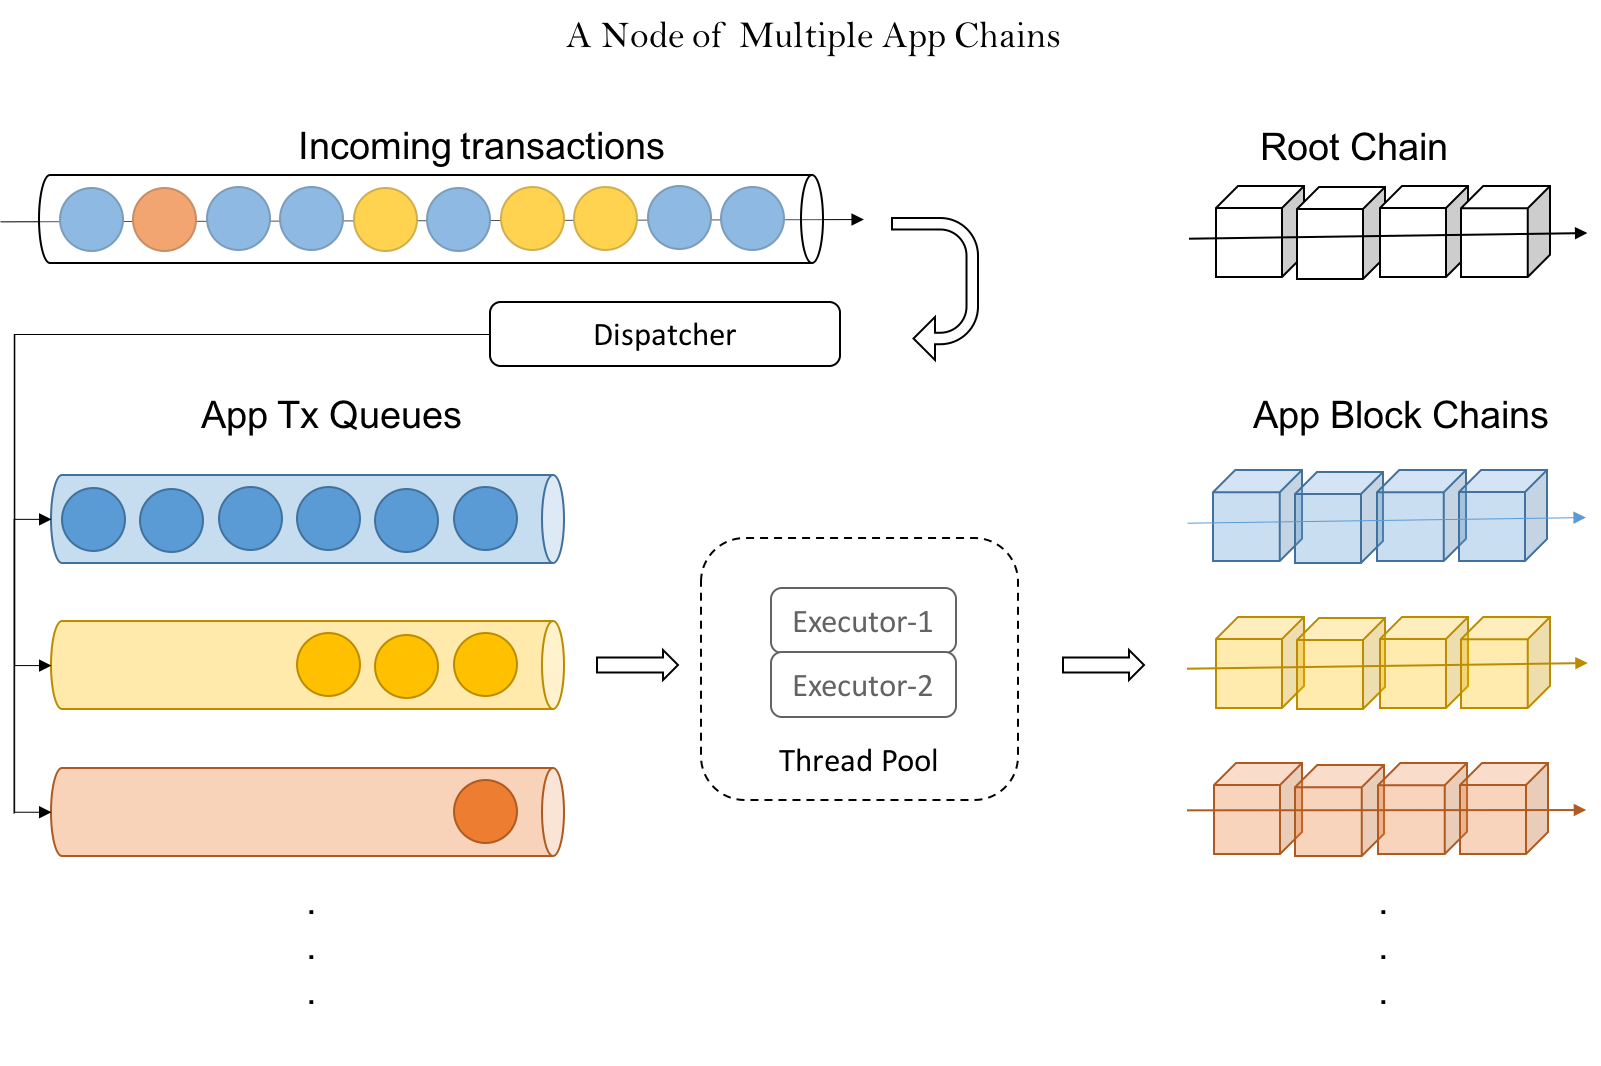 A Node of Multiple App Chains
Incoming transactions
Root Chain
Dispatcher
App Tx Queues
App Block Chains
Executor-1
Executor-2
Thread Pool